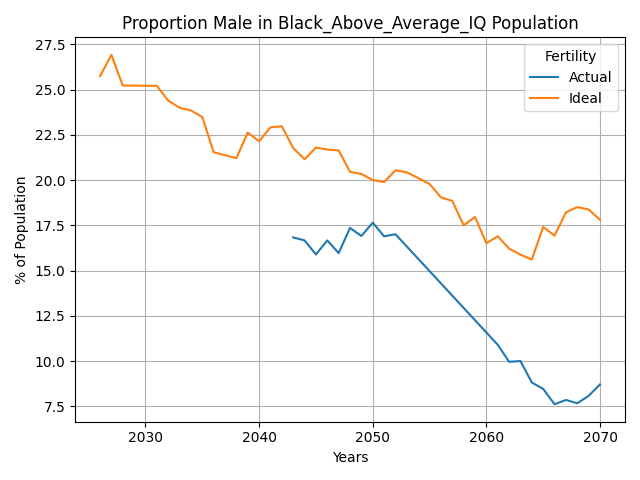 Proportion Male in Black_Above_Average_IQ Population
27.5
25.0
22.5
20.0
17.5
15.0
12.5
10.0
7.5
% of Population
Fertility
Actual
Ideal
2030 2040 2050 2060 2070
Years